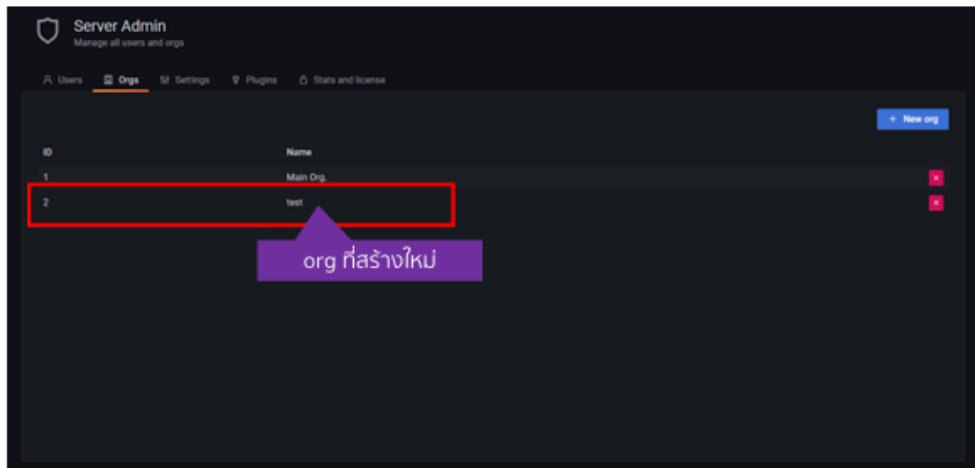 Server Admin
Manage all users and orgs
Users Orgs Settings Plugins Stats and license
+ New org
ID Name
1 Main Org.
2 test
org ที่สร้างใหม่